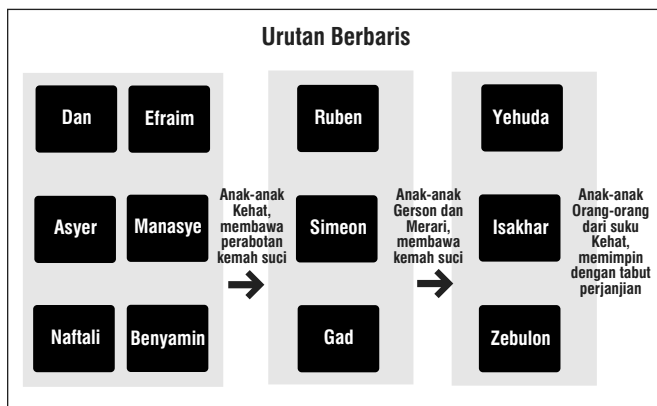 Urutan Berbaris
Dan
Efraim
Asyer
Manasye
Naftali
Benyamin
Anak-anak
Kehat,
membawa
perabotan
kemah suci
Ruben
Simeon
Gad
Anak-anak
Gerson dan
Merari,
membawa
kemah suci
Yehuda
Isakhar
Zebulon
Anak-anak
Orang-orang
dari suku
Kehat,
memimpin
dengan tabut
perjanjian